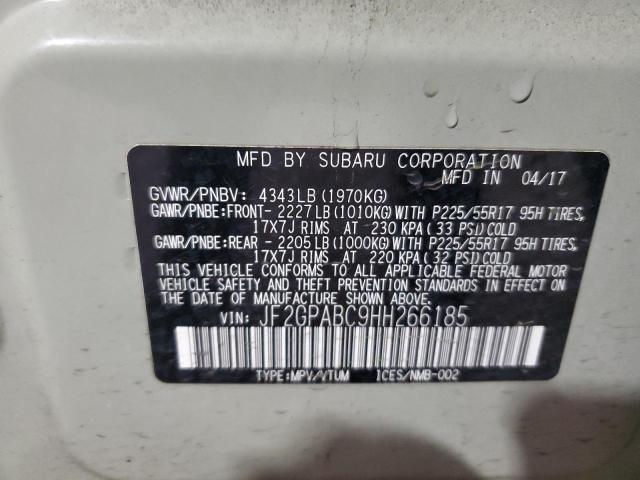 MFD BY SUBARU CORPORATION
MFD IN 04/17
GVWR/PNBV: 4343LB (1970KG)
GAWR/PNBE:FRONT- 2227LB (1010KG) WITH P225/55R17 95H TIRES,
17X7J RIMS AT 230 KPA (33 PSI) COLD
GAWR/PNBE:REAR - 2205LB (1000KG) WITH P225/55R17 95H TIRES,
17X7J RIMS AT 220 KPA (32 PSI) COLD
THIS VEHICLE CONFORMS TO ALL APPLICABLE FEDERAL MOTOR
VEHICLE SAFETY AND THEFT PREVENTION STANDARDS IN EFFECT
ON THE DATE OF MANUFACTURE SHOWN ABOVE.
VIN: JF2GPABC9HH266185
TYPE:MPV/VTUM ICES/NMB-002